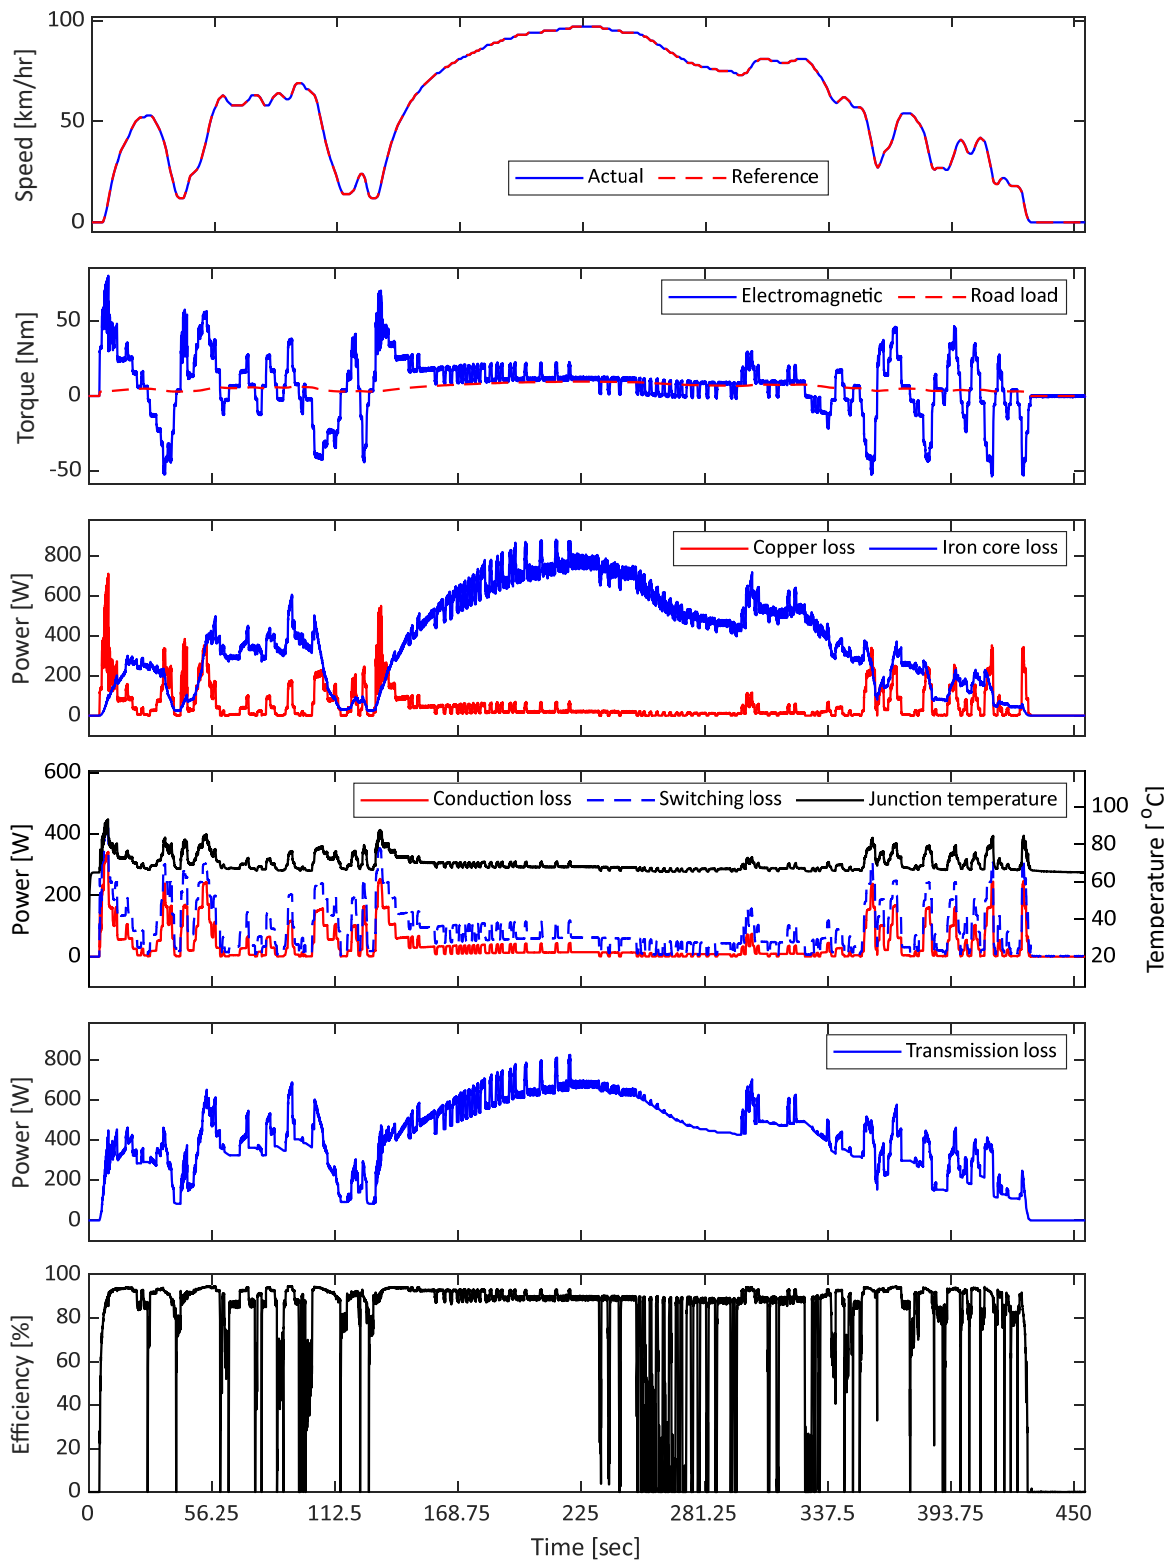 100
50
0
Speed [km/hr]
Actual Reference
50
0
-50
Torque [Nm]
Electromagnetic Road load
800
600
400
200
0
Power [W]
Copper loss Iron core loss
600
400
200
0
Power [W]
Conduction loss Switching loss Junction temperature
100
80
60
40
20
Temperature [ °C]
800
600
400
200
0
Power [W]
Transmission loss
100
80
60
40
20
0
Efficiency [%]
0 56.25 112.5 168.75 225 281.25 337.5 393.75 450
Time [sec]